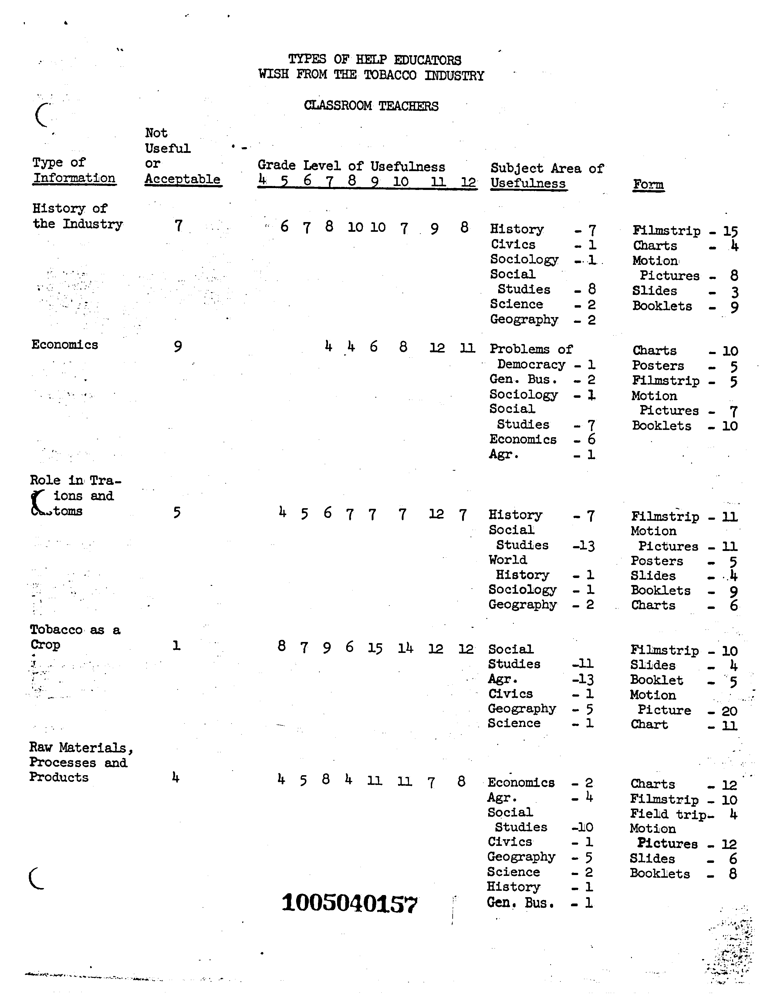 TYPES OF HELP EDUCATORS
WISH FROM THE TOBACCO INDUSTRY
CLASSROOM TEACHERS
Not
Useful
Type of or Grade Level of Usefulness Subject Area of
Information Acceptable 4 5 6 7 8 9 10 11 12 Usefulness Form
History of
the Industry 7 6 7 8 10 10 7 9 8 History - 7 Filmstrip - 15
Civics - 1 Charts - 4
Sociology - 1 Motion
Social Pictures - 8
Studies - 8 Slides - 3
Science - 2 Booklets - 9
Geography - 2
Economics 9 4 4 6 8 12 11 Problems of Charts - 10
Democracy - 1 Posters - 5
Gen. Bus. - 2 Filmstrip - 5
Sociology - 1 Motion
Social Pictures - 7
Studies - 7 Booklets - 10
Economics - 6
Agr. - 1
Role in Tra-
ions and
toms 5 4 5 6 7 7 7 12 7 History - 7 Filmstrip - 11
Social Motion
Studies -13 Pictures - 11
World Posters - 5
History - 1 Slides - 4
Sociology - 1 Booklets - 9
Geography - 2 Charts - 6
Tobacco as a
Crop 1 8 7 9 6 15 14 12 12 Social Filmstrip - 10
Studies -11 Slides - 4
Agr. -13 Booklet - 5
Civics - 1 Motion
Geography - 5 Picture - 20
Science - 1 Chart - 11
Raw Materials,
Processes and
Products 4 4 5 8 4 11 11 7 8 Economics - 2 Charts - 12
Agr. - 4 Filmstrip - 10
Social Field trip- 4
Studies -10 Motion
Civics - 1 Pictures - 12
Geography - 5 Slides - 6
Science - 2 Booklets - 8
History - 1
1005040157 Gen. Bus. - 1